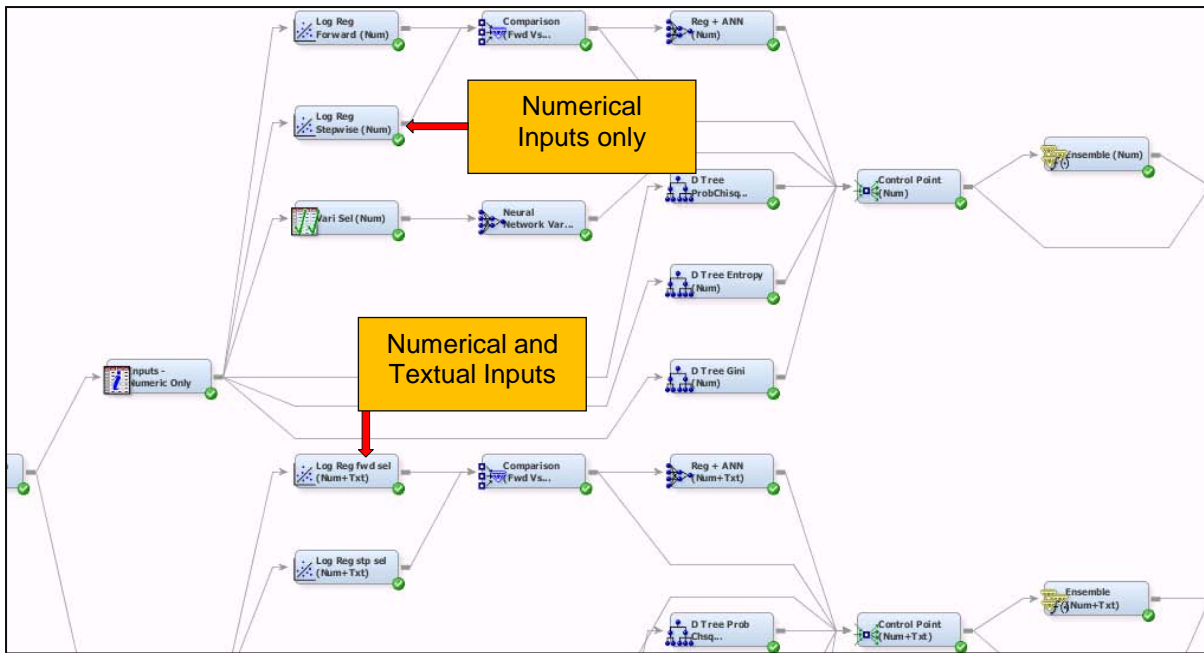 Log Reg
Forward (Num)
Comparison
(Fwd Vs...
Reg + ANN
(Num)
Log Reg
Stepwise (Num)
Numerical
Inputs only
Ensemble (Num)
D Tree
ProbChisq...
Control Point
(Num)
Vari Sel (Num)
Neural
Network Var...
D Tree Entropy
(Num)
Numerical and
Textual Inputs
Inputs -
Numeric Only
D Tree Gini
(Num)
Log Reg fwd sel
(Num+Txt)
Comparison
(Fwd Vs...
Reg + ANN
(Num+Txt)
Log Reg stp sel
(Num+Txt)
Ensemble
(Num+Txt)
D Tree Prob
Chsq...
Control Point
(Num+Txt)